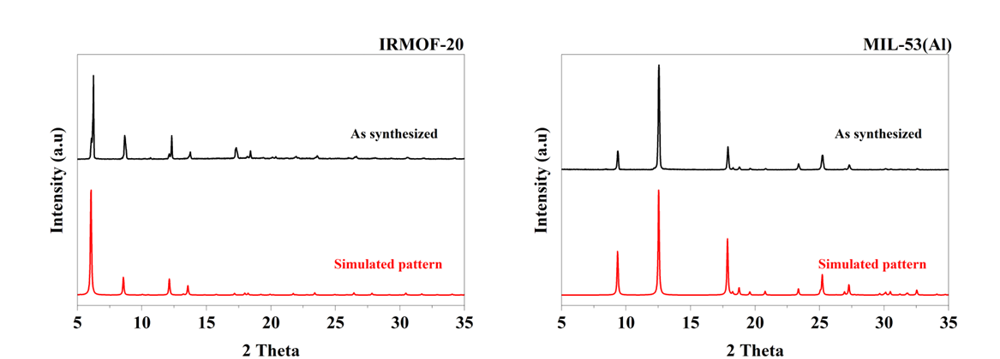 IRMOF-20
As synthesized
Simulated pattern
Intensity (a.u)
5 10 15 20 25 30 35
2 Theta
MIL-53(Al)
As synthesized
Simulated pattern
Intensity (a.u)
5 10 15 20 25 30 35
2 Theta